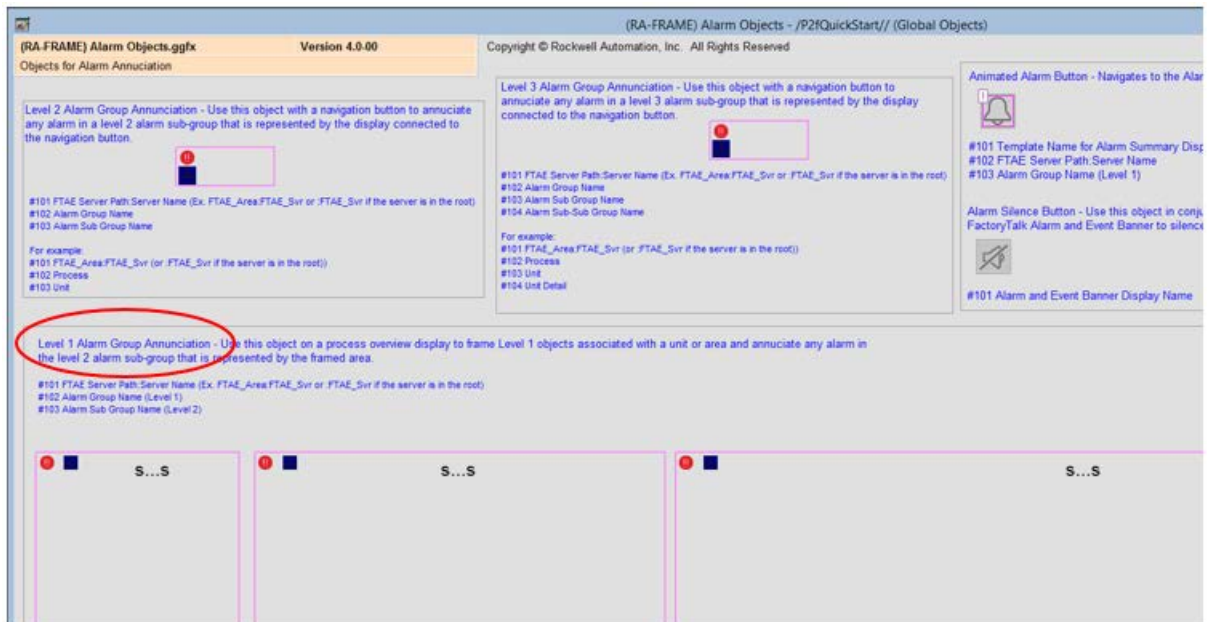 (RA-FRAME) Alarm Objects - /P2fQuickStart// (Global Objects)
(RA-FRAME) Alarm Objects.ggfx Version 4.0-00
Copyright © Rockwell Automation, Inc. All Rights Reserved
Objects for Alarm Annuciation
Level 2 Alarm Group Annunciation - Use this object with a navigation button to annuciate
any alarm in a level 2 alarm sub-group that is represented by the display connected to
the navigation button.
#101 FTAE Server Path:Server Name (Ex. FTAE_Area:FTAE_Svr or :FTAE_Svr if the server is in the root)
#102 Alarm Group Name
#103 Alarm Sub Group Name
For example:
#101 FTAE_Area:FTAE_Svr (or :FTAE_Svr if the server is in the root))
#102 Process
#103 Unit
Level 3 Alarm Group Annunciation - Use this object with a navigation button to
annuciate any alarm in a level 3 alarm sub-group that is represented by the display
connected to the navigation button.
#101 FTAE Server Path:Server Name (Ex. FTAE_Area:FTAE_Svr or :FTAE_Svr if the server is in the root)
#102 Alarm Group Name
#103 Alarm Sub Group Name
#104 Alarm Sub-Sub Group Name
For example:
#101 FTAE_Area:FTAE_Svr (or :FTAE_Svr if the server is in the root))
#102 Process
#103 Unit
#104 Unit Detail
Animated Alarm Button - Navigates to the Alar
#101 Template Name for Alarm Summary Disp
#102 FTAE Server Path:Server Name
#103 Alarm Group Name (Level 1)
Alarm Silence Button - Use this object in conju
FactoryTalk Alarm and Event Banner to silence
#101 Alarm and Event Banner Display Name
Level 1 Alarm Group Annunciation - Use this object on a process overview display to frame Level 1 objects associated with a unit or area and annuciate any alarm in
the level 2 alarm sub-group that is represented by the framed area.
#101 FTAE Server Path:Server Name (Ex. FTAE_Area:FTAE_Svr or :FTAE_Svr if the server is in the root)
#102 Alarm Group Name (Level 1)
#103 Alarm Sub Group Name (Level 2)
S...S
S...S
S...S